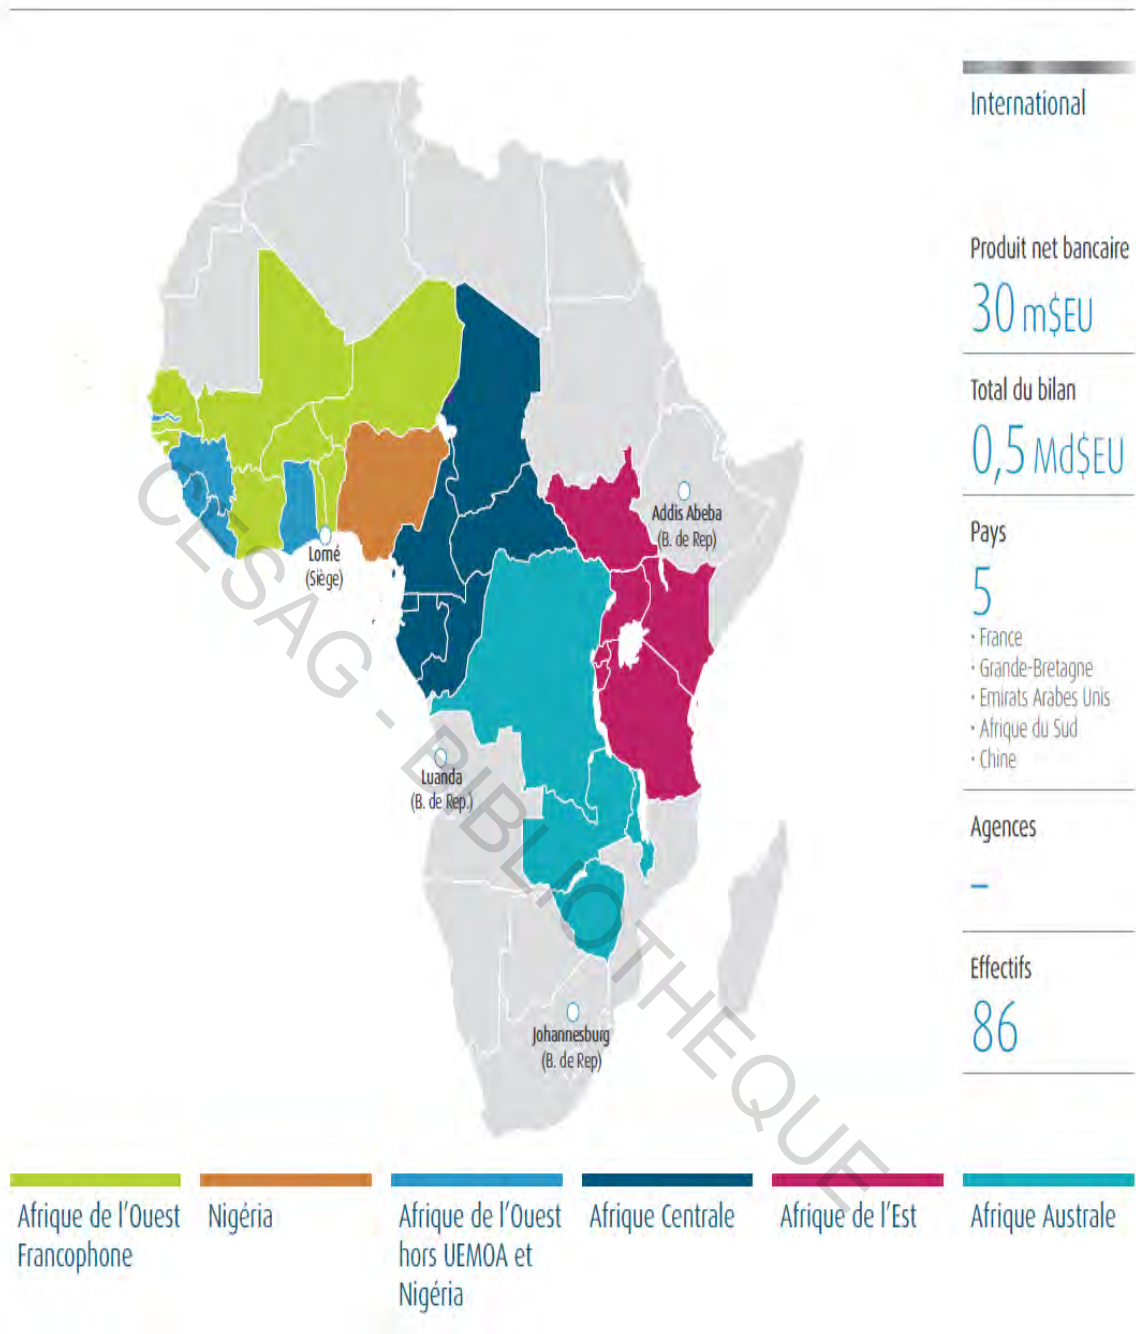 International
Produit net bancaire
30 m$EU
Total du bilan
0,5 Md$EU
Pays
5
· France
· Grande-Bretagne
· Emirats Arabes Unis
· Afrique du Sud
· Chine
Agences
–
Effectifs
86
Addis Abeba
(B. de Rep)
Lomé
(Siège)
Luanda
(B. de Rep.)
Johannesburg
(B. de Rep)
CESAG - BIBLIOTHEQUE
Afrique de l'Ouest
Francophone
Nigéria
Afrique de l'Ouest
hors UEMOA et
Nigéria
Afrique Centrale
Afrique de l'Est
Afrique Australe